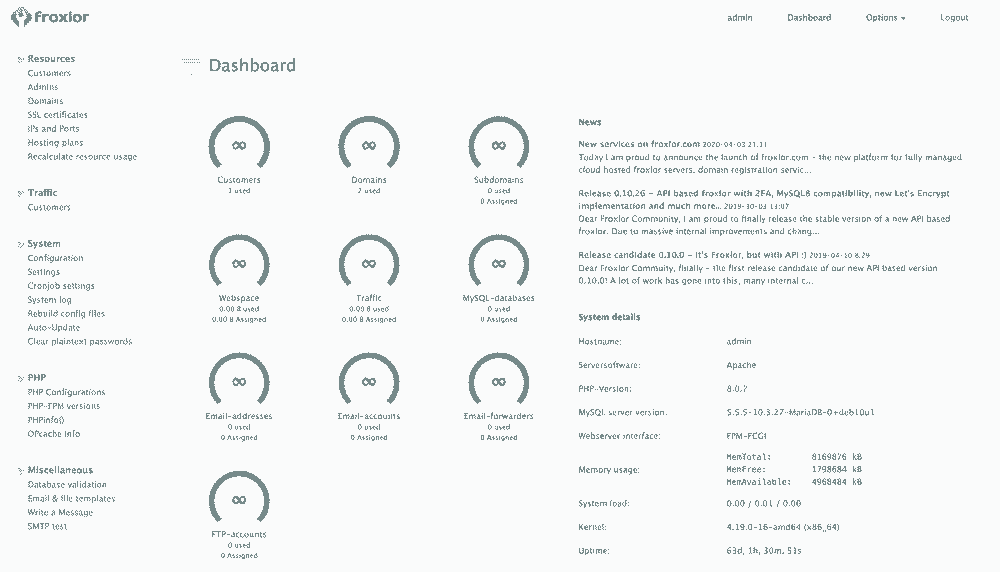 froxlor
admin Dashboard Options Logout
Resources
Customers
Admins
Domains
SSL certificates
IPs and Ports
Hosting plans
Recalculate resource usage
Traffic
Customers
System
Configuration
Settings
Cronjob settings
System log
Rebuild config files
Auto-Update
Clear plaintext passwords
PHP
PHP Configurations
PHP-FPM versions
PHPinfo()
OPcache Info
Miscellaneous
Database validation
Email & file templates
Write a Message
SMTP test
Dashboard
∞ ∞ ∞
Customers Domains Subdomains
1 used 2 used 0 used
0 Assigned
∞ ∞ ∞
Webspace Traffic MySQL-databases
0.00 B used 0.00 B used 0 used
0.00 B Assigned 0.00 B Assigned 0 Assigned
∞ ∞ ∞
Email-addresses Email-accounts Email-forwarders
0 used 0 used 0 used
0 Assigned 0 Assigned 0 Assigned
∞
FTP-accounts
0 used
0 Assigned
News
New services on froxlor.com 2020-04-03 21:11
Today I am proud to announce the launch of froxlor.com - the new platform for fully managed
cloud hosted froxlor servers, domain registration servic...
Release 0.10.26 - API based froxlor with 2FA, MySQL8 compatibility, new Let's Encrypt
implementation and much more... 2019-10-03 13:07
Dear Froxlor Community, I am proud to finally release the stable version of a new API based
froxlor. Due to massive internal improvements and chang...
Release candidate 0.10.0 - It's Froxlor, but with API :) 2019-04-10 8:29
Dear Froxlor Commuity, finally - the first release candidate of our new API based version
0.10.0! A lot of work has gone into this, many internal c...
System details
Hostname: admin
Serversoftware: Apache
PHP-Version: 8.0.7
MySQL server version: 5.5.5-10.3.27-MariaDB-0+deb10u1
Webserver interface: FPM-FCGI
Memory usage: MemTotal: 8169876 kB
MemFree: 1798684 kB
MemAvailable: 4968484 kB
System load: 0.00 / 0.01 / 0.00
Kernel: 4.19.0-16-amd64 (x86_64)
Uptime: 63d, 1h, 30m, 51s